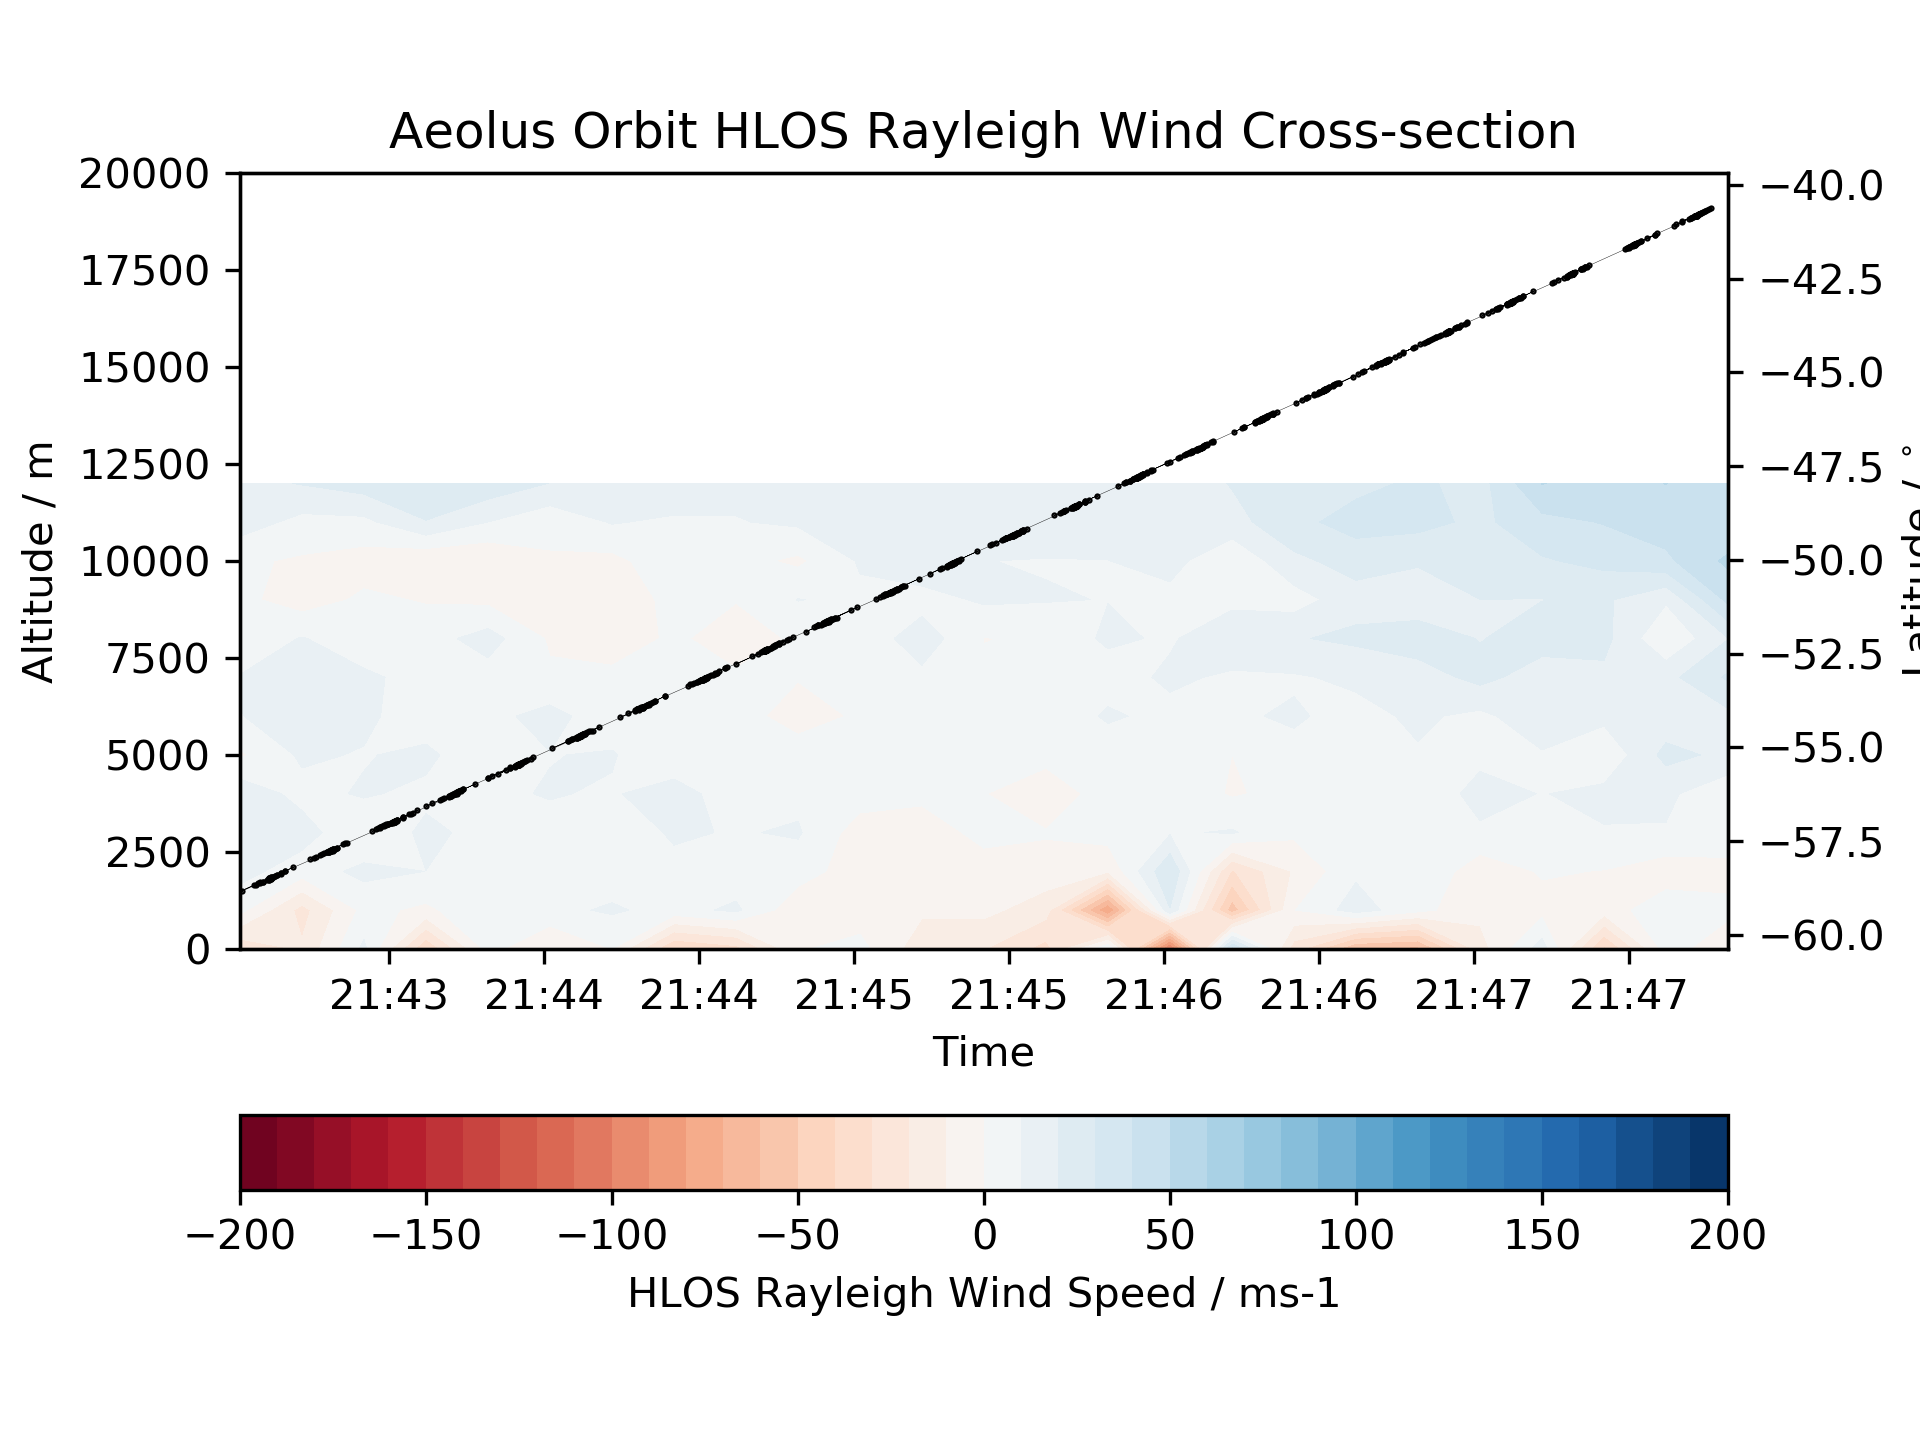 Aeolus Orbit HLOS Rayleigh Wind Cross-section
20000
17500
15000
12500
10000
7500
5000
2500
0
Altitude / m
−40.0
−42.5
−45.0
−47.5
−50.0
−52.5
−55.0
−57.5
−60.0
Latitude / °
21:43 21:44 21:44 21:45 21:45 21:46 21:46 21:47 21:47
Time
−200 −150 −100 −50 0 50 100 150 200
HLOS Rayleigh Wind Speed / ms-1